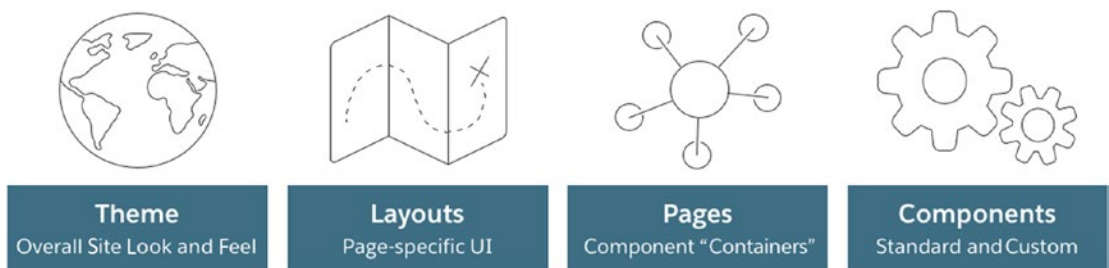 Theme
Overall Site Look and Feel
Layouts
Page-specific UI
Pages
Component “Containers”
Components
Standard and Custom